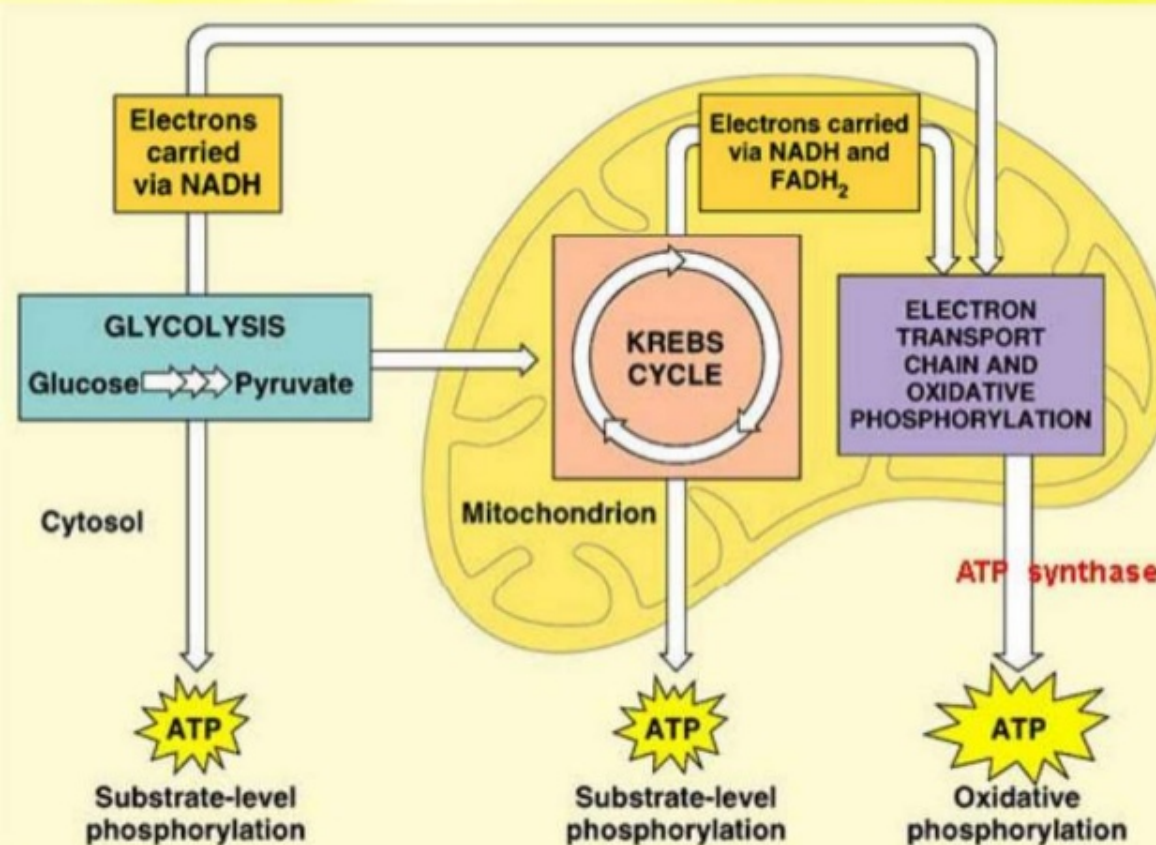 Electrons
carried
via NADH
Electrons carried
via NADH and
FADH₂
GLYCOLYSIS
Glucose Pyruvate
KREBS
CYCLE
ELECTRON
TRANSPORT
CHAIN AND
OXIDATIVE
PHOSPHORYLATION
Cytosol
Mitochondrion
ATP synthase
ATP
ATP
ATP
Substrate-level
phosphorylation
Substrate-level
phosphorylation
Oxidative
phosphorylation